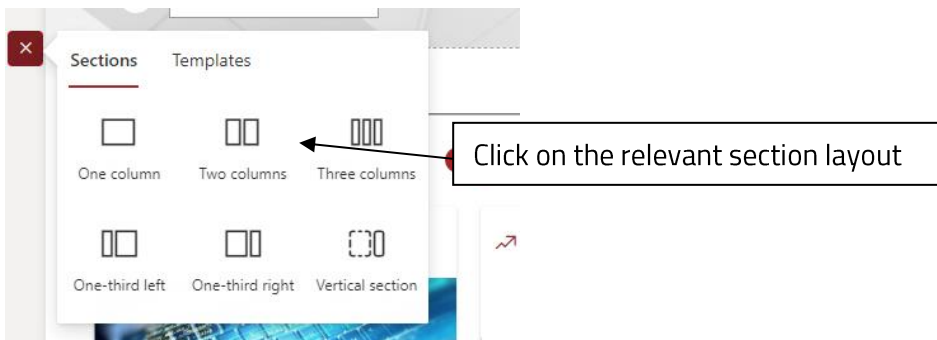 Sections Templates
One column Two columns Three columns
Click on the relevant section layout
One-third left One-third right Vertical section